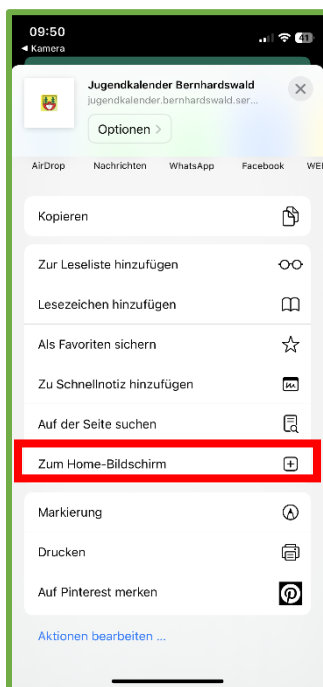 09:50
41
◀ Kamera
Jugendkalender Bernhardswald
jugendkalender.bernhardswald.ser...
Optionen >
AirDrop Nachrichten WhatsApp Facebook WE
Kopieren
Zur Leseliste hinzufügen
Lesezeichen hinzufügen
Als Favoriten sichern
Zu Schnellnotiz hinzufügen
Auf der Seite suchen
Zum Home-Bildschirm
Markierung
Drucken
Auf Pinterest merken
Aktionen bearbeiten ...